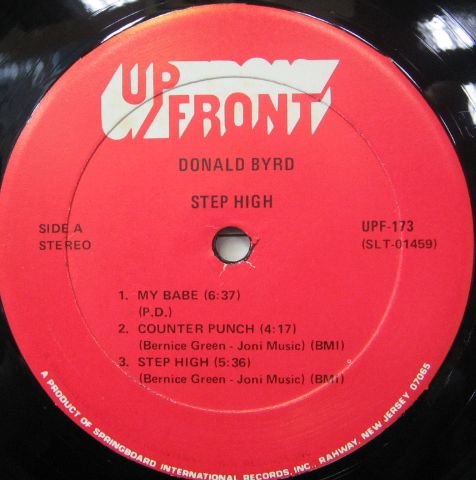 UP FRONT
DONALD BYRD
STEP HIGH
SIDE A
STEREO
UPF-173
(SLT-01459)
1. MY BABE (6:37)
(P.D.)
2. COUNTER PUNCH (4:17)
(Bernice Green - Joni Music) (BMI)
3. STEP HIGH (5:36)
(Bernice Green - Joni Music) (BMI)
A PRODUCT OF SPRINGBOARD INTERNATIONAL RECORDS, INC., RAHWAY, NEW JERSEY 07065